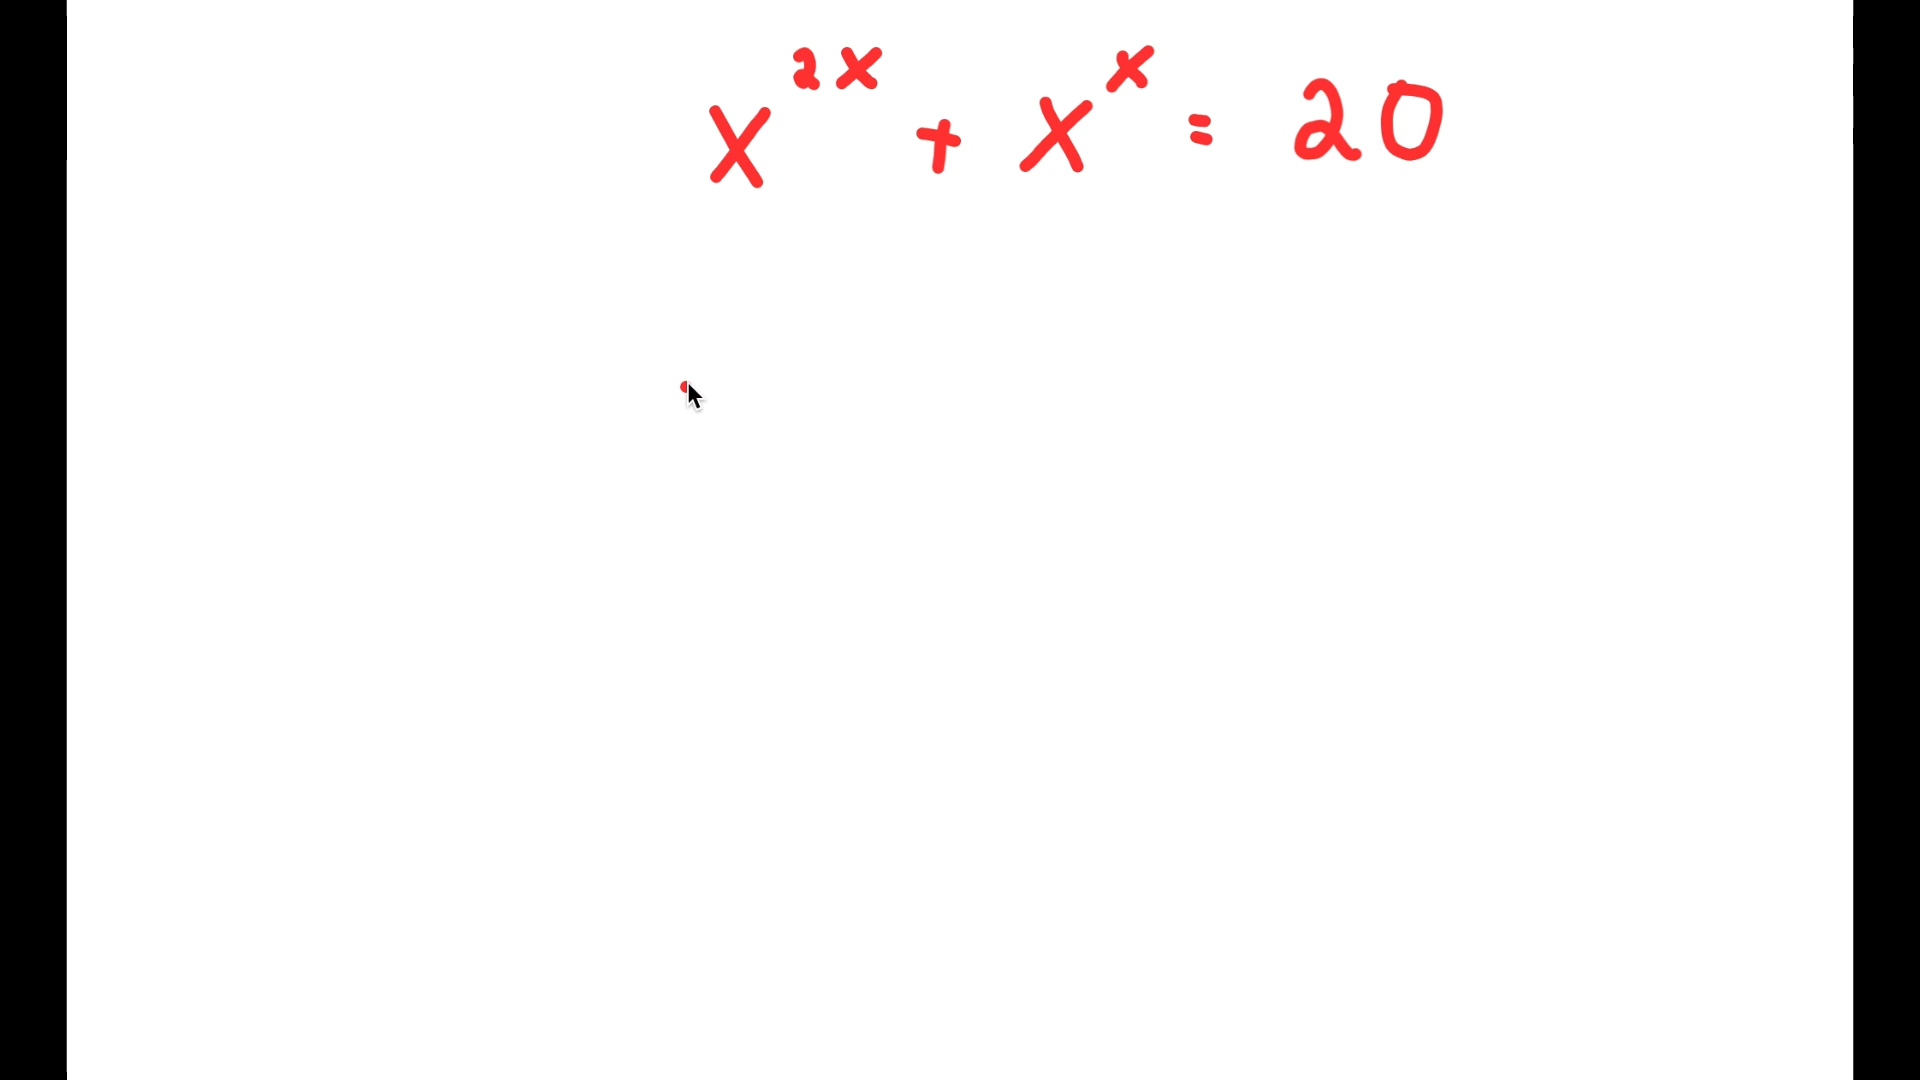 x^{2x} + x^x = 20